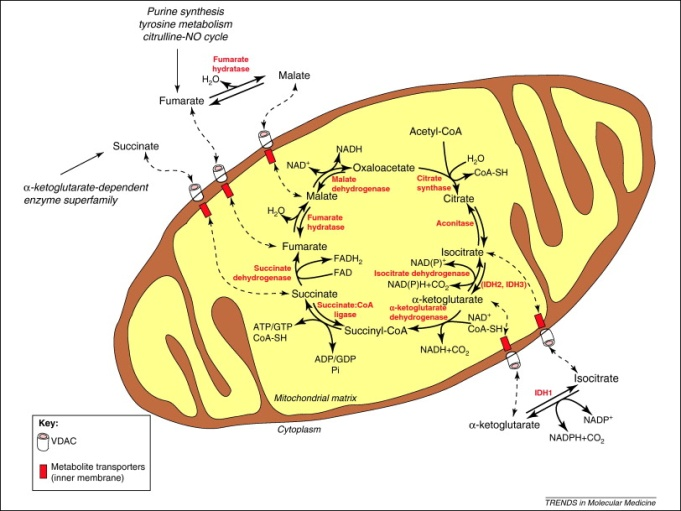 Purine synthesis
tyrosine metabolism
citrulline-NO cycle
Fumarate
hydratase
H2O
Malate
Fumarate
Succinate
α-ketoglutarate-dependent
enzyme superfamily
Acetyl-CoA
NADH
NAD+
Oxaloacetate
H2O
CoA-SH
Malate
dehydrogenase
Citrate
synthase
Malate
Citrate
H2O
Fumarate
hydratase
Aconitase
Fumarate
Isocitrate
FADH2
FAD
Succinate
dehydrogenase
NAD(P)+
Isocitrate dehydrogenase
(IDH2, IDH3)
NAD(P)H+CO2
Succinate
α-ketoglutarate
Succinate:CoA
ligase
α-ketoglutarate
dehydrogenase
NAD+
CoA-SH
ATP/GTP
CoA-SH
Succinyl-CoA
NADH+CO2
ADP/GDP
Pi
Mitochondrial matrix
Cytoplasm
Isocitrate
IDH1
α-ketoglutarate
NADP+
NADPH+CO2
Key:
VDAC
Metabolite transporters
(inner membrane)
TRENDS in Molecular Medicine